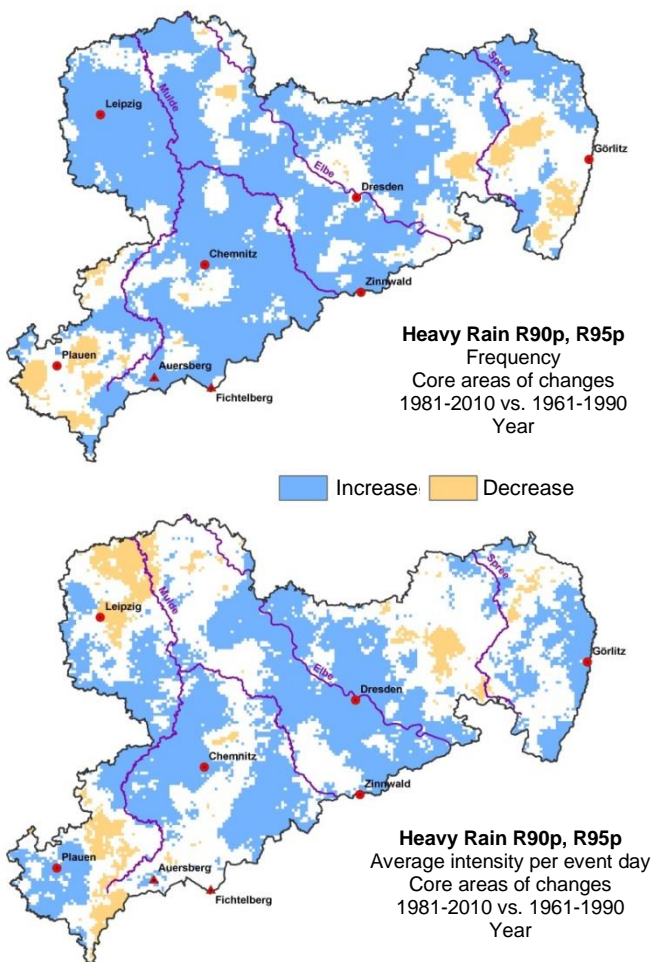 Leipzig
Mulde
Spree
Görlitz
Elbe
Dresden
Chemnitz
Zinnwald
Plauen
Auersberg
Fichtelberg
Heavy Rain R90p, R95p
Frequency
Core areas of changes
1981-2010 vs. 1961-1990
Year
Increase Decrease
Leipzig
Mulde
Spree
Görlitz
Elbe
Dresden
Chemnitz
Zinnwald
Plauen
Auersberg
Fichtelberg
Heavy Rain R90p, R95p
Average intensity per event day
Core areas of changes
1981-2010 vs. 1961-1990
Year